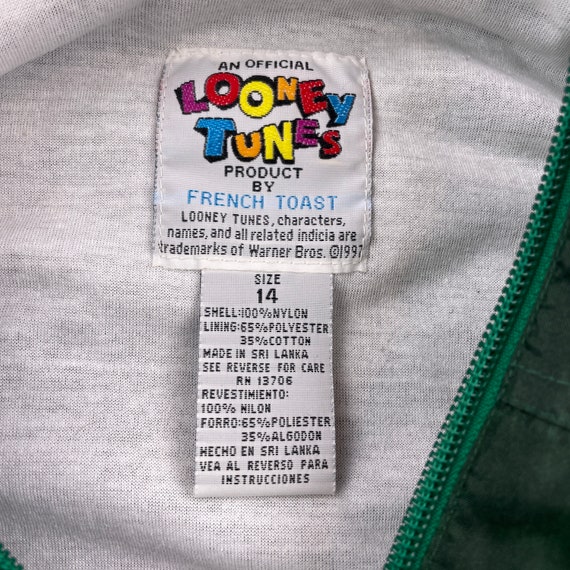 AN OFFICIAL
LOONEY
TUNES
PRODUCT
BY
FRENCH TOAST
LOONEY TUNES, characters,
names, and all related indicia are
trademarks of Warner Bros. ©1997
SIZE
14
SHELL:100%NYLON
LINING:65%POLYESTER
35%COTTON
MADE IN SRI LANKA
SEE REVERSE FOR CARE
RN 13706
REVESTIMIENTO:
100% NILON
FORRO:65%POLIESTER
35%ALGODON
HECHO EN SRI LANKA
VEA AL REVERSO PARA
INSTRUCCIONES